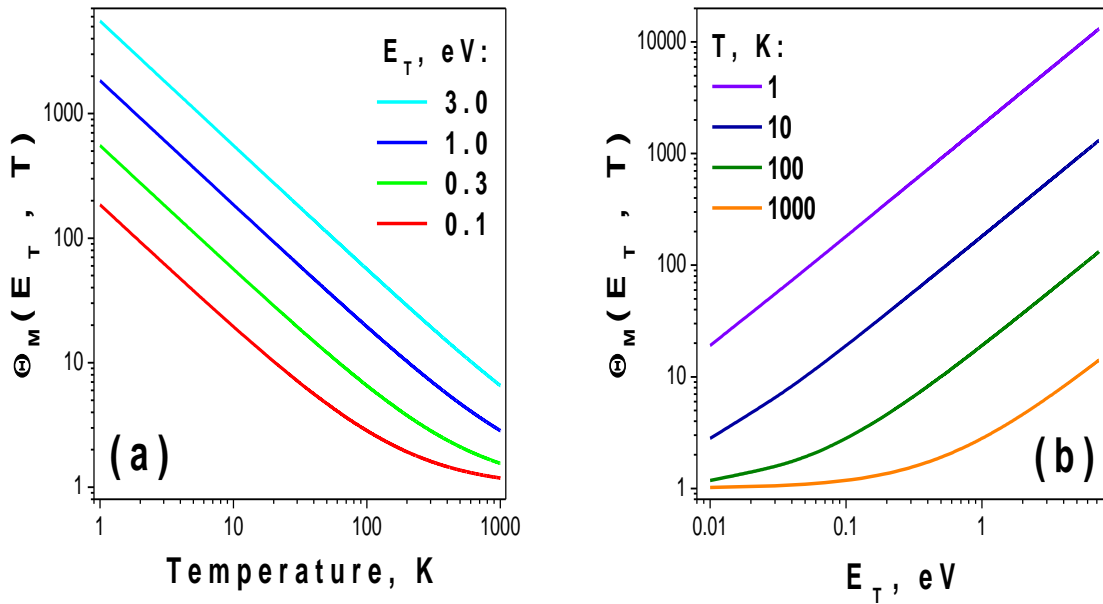 Θ_M(E_T, T)
1000
100
10
1
E_T, eV:
3.0
1.0
0.3
0.1
(a)
1 10 100 1000
Temperature, K
Θ_M(E_T, T)
10000
1000
100
10
1
T, K:
1
10
100
1000
(b)
0.01 0.1 1
E_T, eV